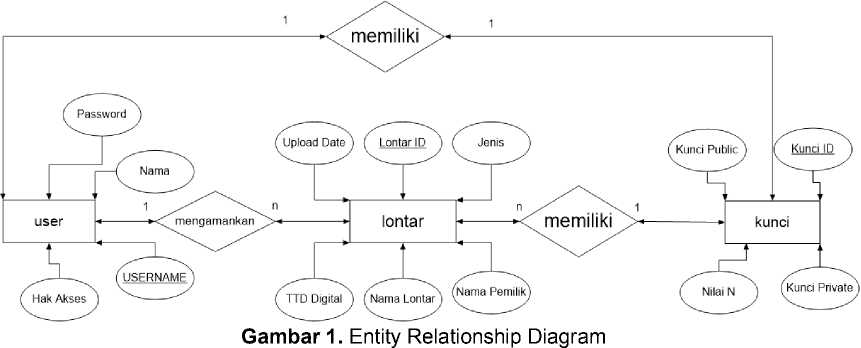 1
memiliki
1
Password
Nama
Upload Date
Lontar ID
Jenis
Kunci Public
Kunci ID
user
1
mengamankan
n
lontar
n
memiliki
1
kunci
Hak Akses
USERNAME
TTD Digital
Nama Lontar
Nama Pemilik
Nilai N
Kunci Private
Gambar 1. Entity Relationship Diagram